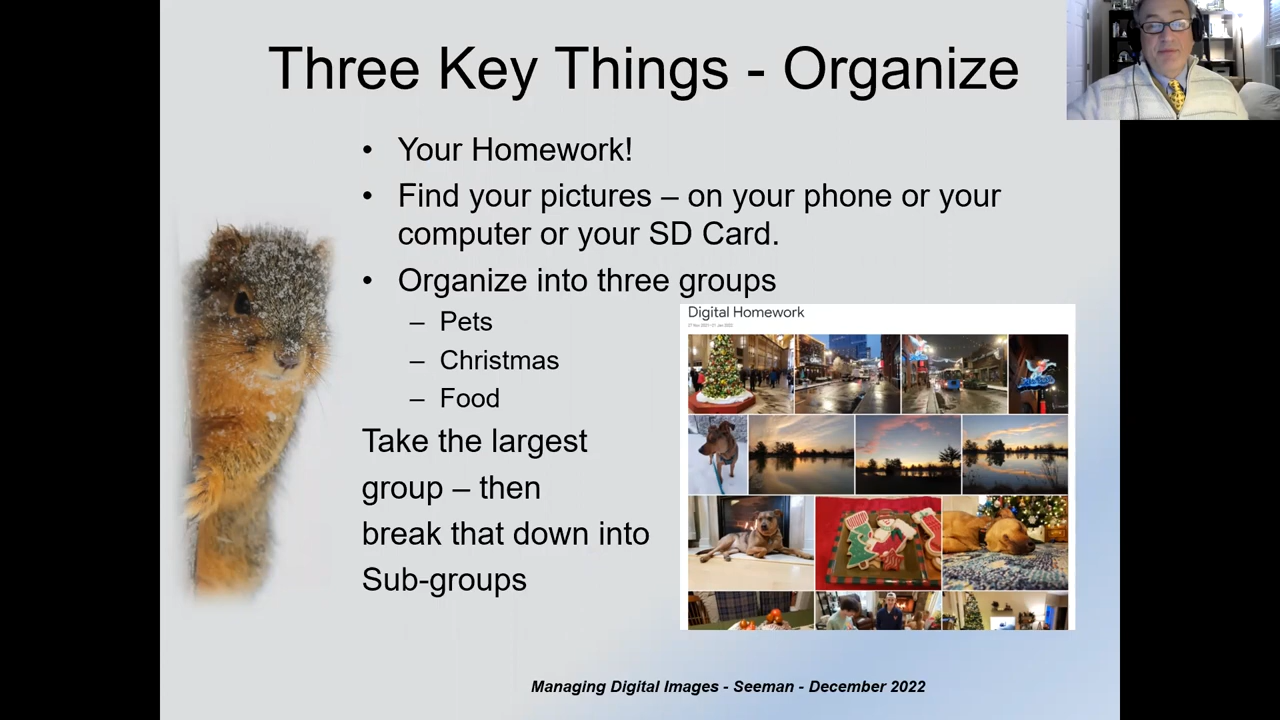 Three Key Things - Organize
• Your Homework!
• Find your pictures – on your phone or your
computer or your SD Card.
• Organize into three groups
– Pets
– Christmas
– Food
Take the largest
group – then
break that down into
Sub-groups
Digital Homework
Managing Digital Images - Seeman - December 2022